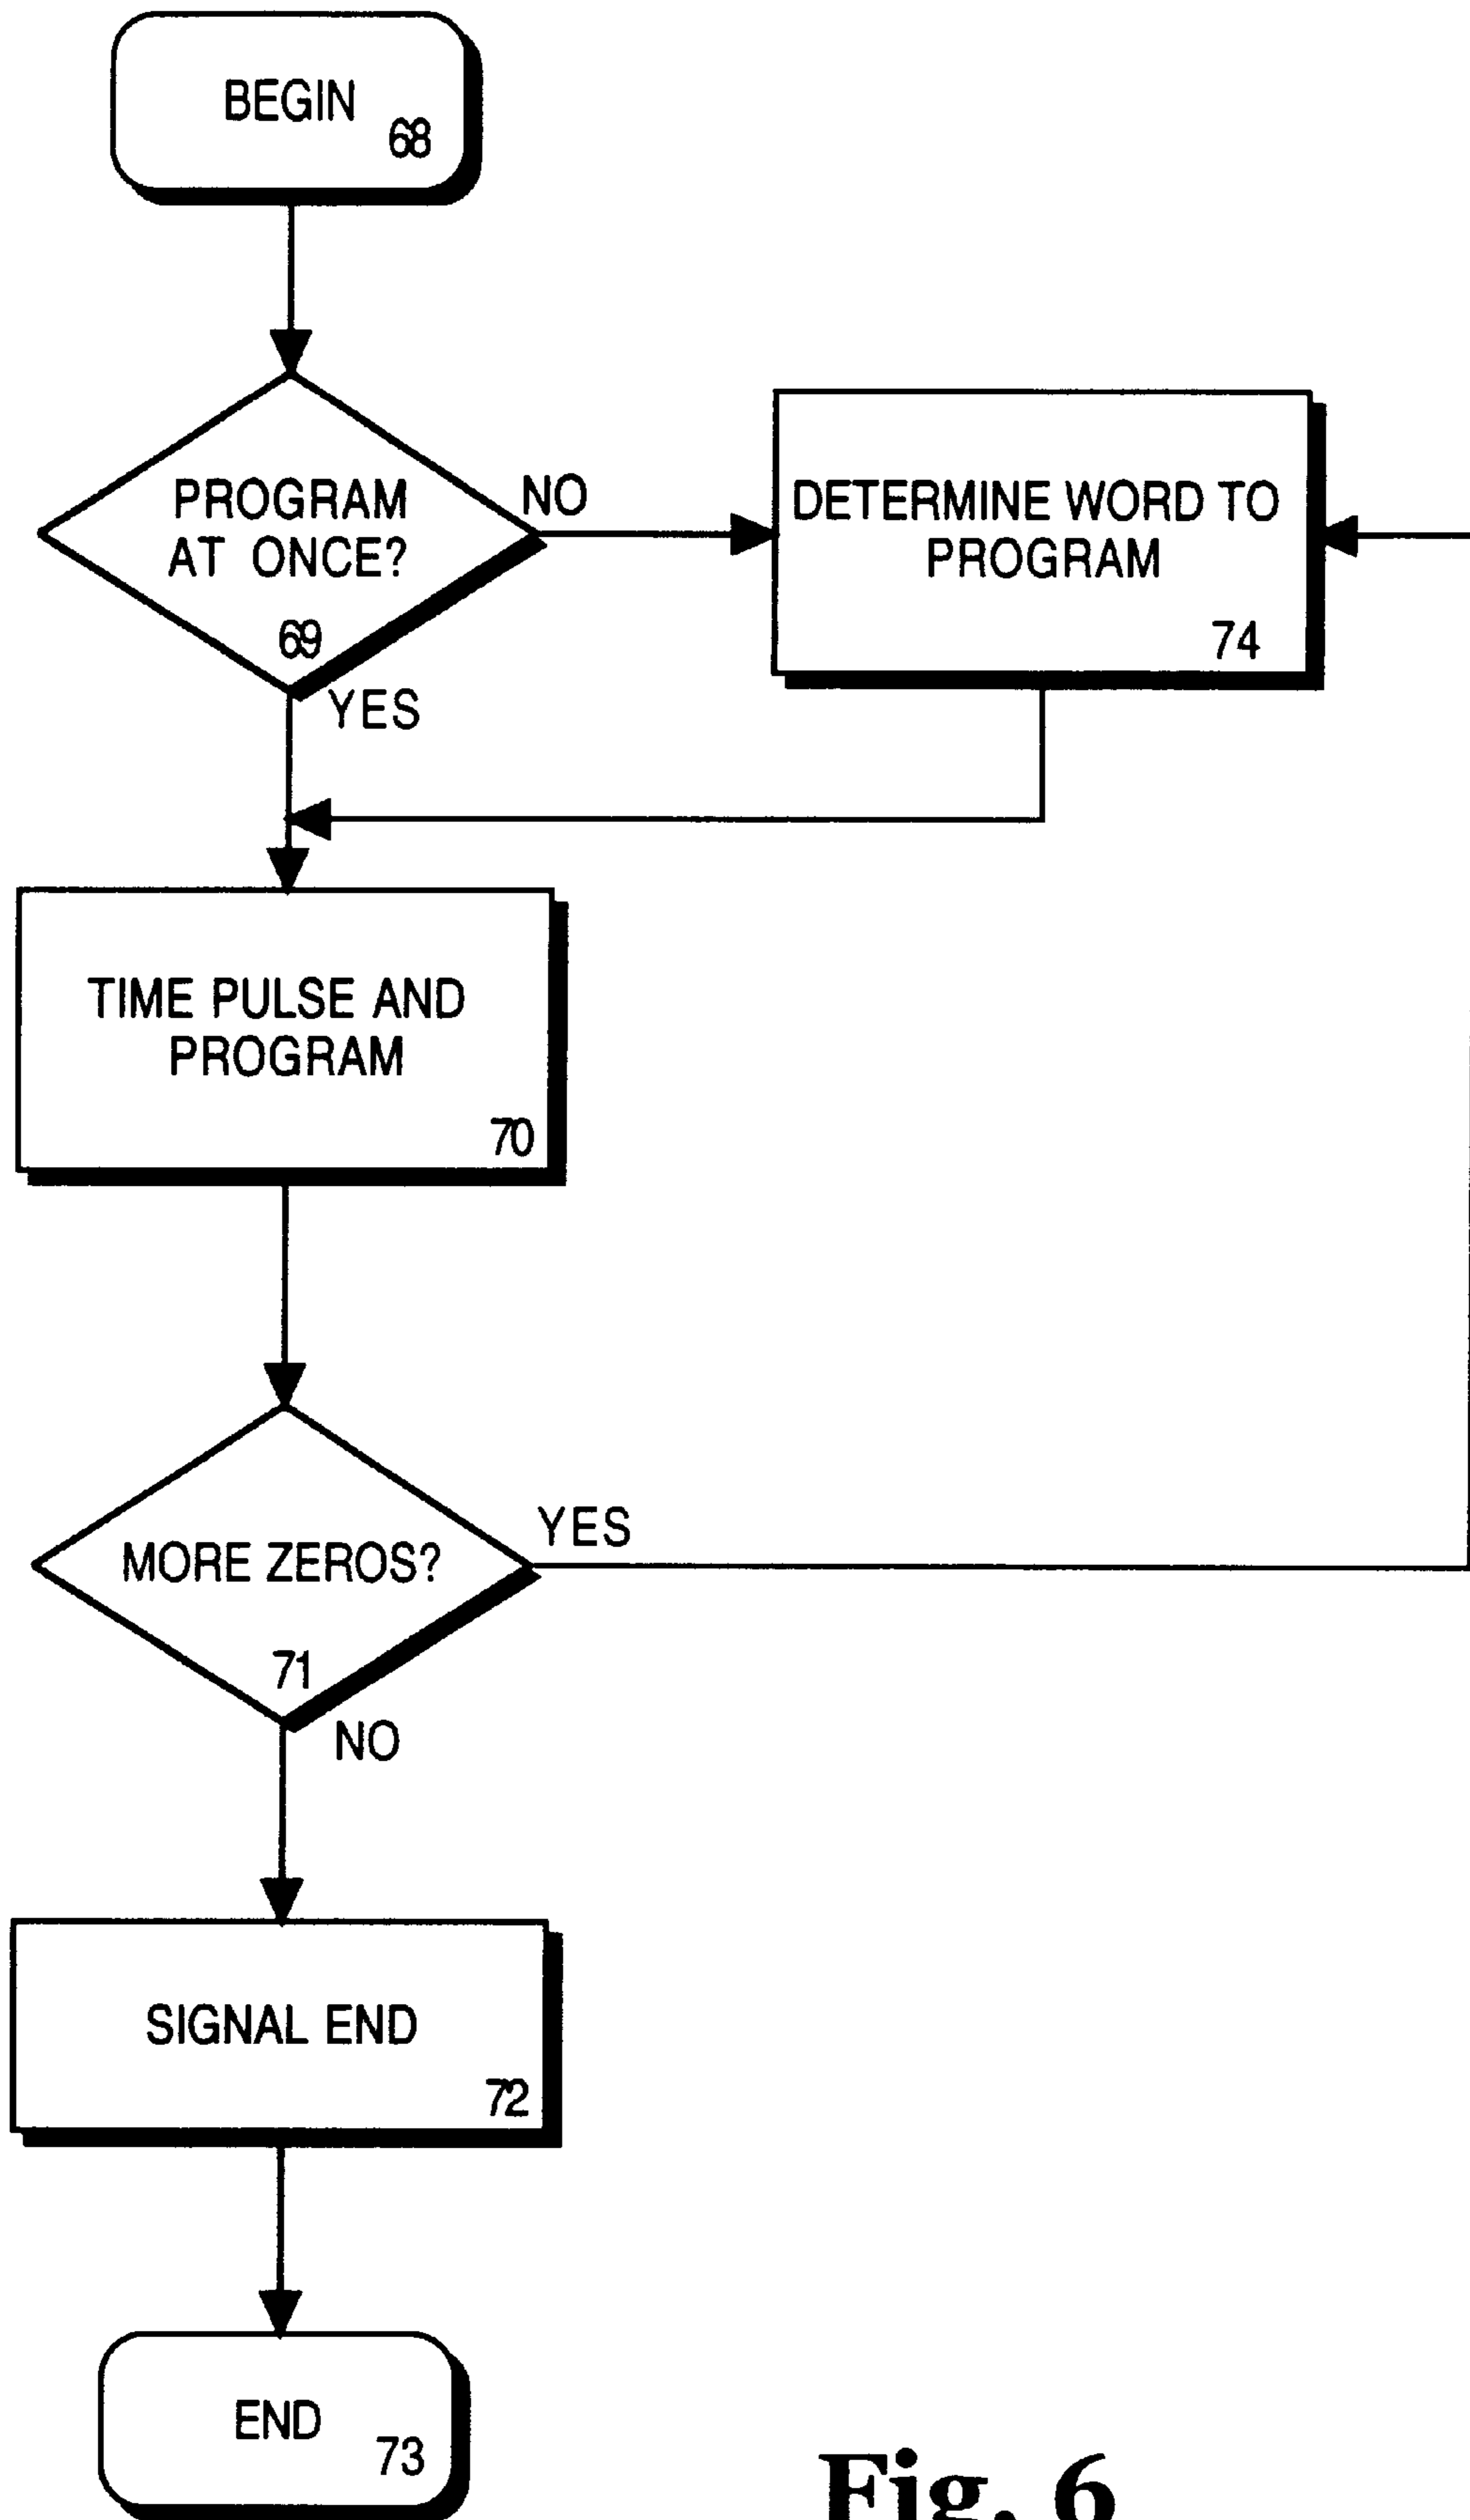 BEGIN
68
PROGRAM
AT ONCE?
69
NO
YES
DETERMINE WORD TO
PROGRAM
74
TIME PULSE AND
PROGRAM
70
MORE ZEROS?
71
YES
NO
SIGNAL END
72
END
73
Fig. 6